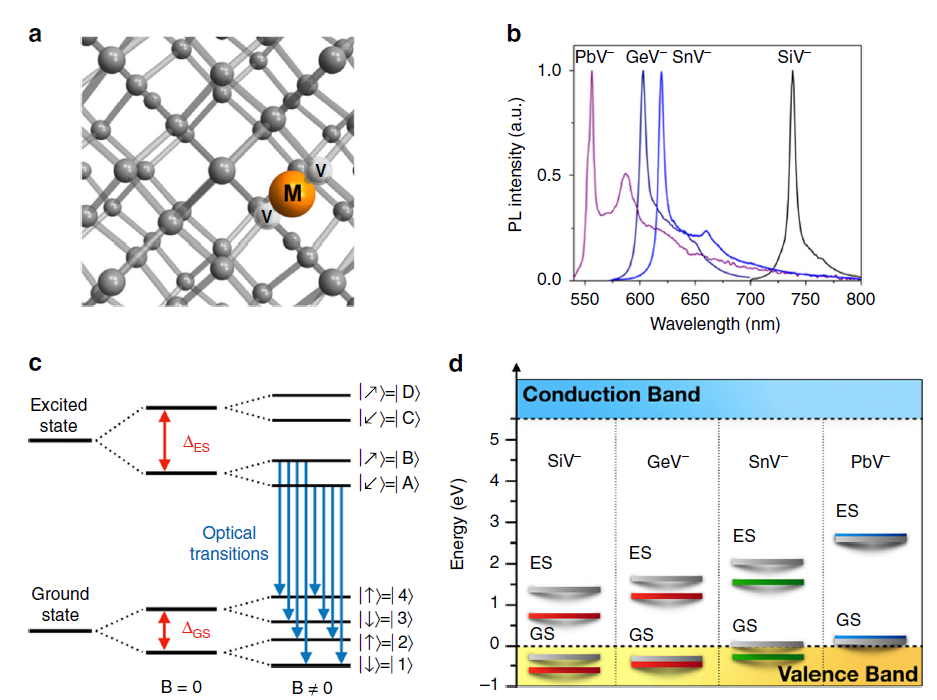 a
V
M
V
b
PbV⁻ GeV⁻ SnV⁻ SiV⁻
1.0
0.5
0.0
PL intensity (a.u.)
550 600 650 700 750 800
Wavelength (nm)
c
Excited
state
Δ_ES
|↗⟩=| D⟩
|↙⟩=| C⟩
|↗⟩=| B⟩
|↙⟩=| A⟩
Optical
transitions
Ground
state
Δ_GS
|↑⟩=| 4⟩
|↓⟩=| 3⟩
|↑⟩=| 2⟩
|↓⟩=| 1⟩
B = 0 B ≠ 0
d
Conduction Band
Energy (eV)
5
4
3
2
1
0
–1
SiV⁻ GeV⁻ SnV⁻ PbV⁻
ES ES ES ES
GS GS GS GS
Valence Band